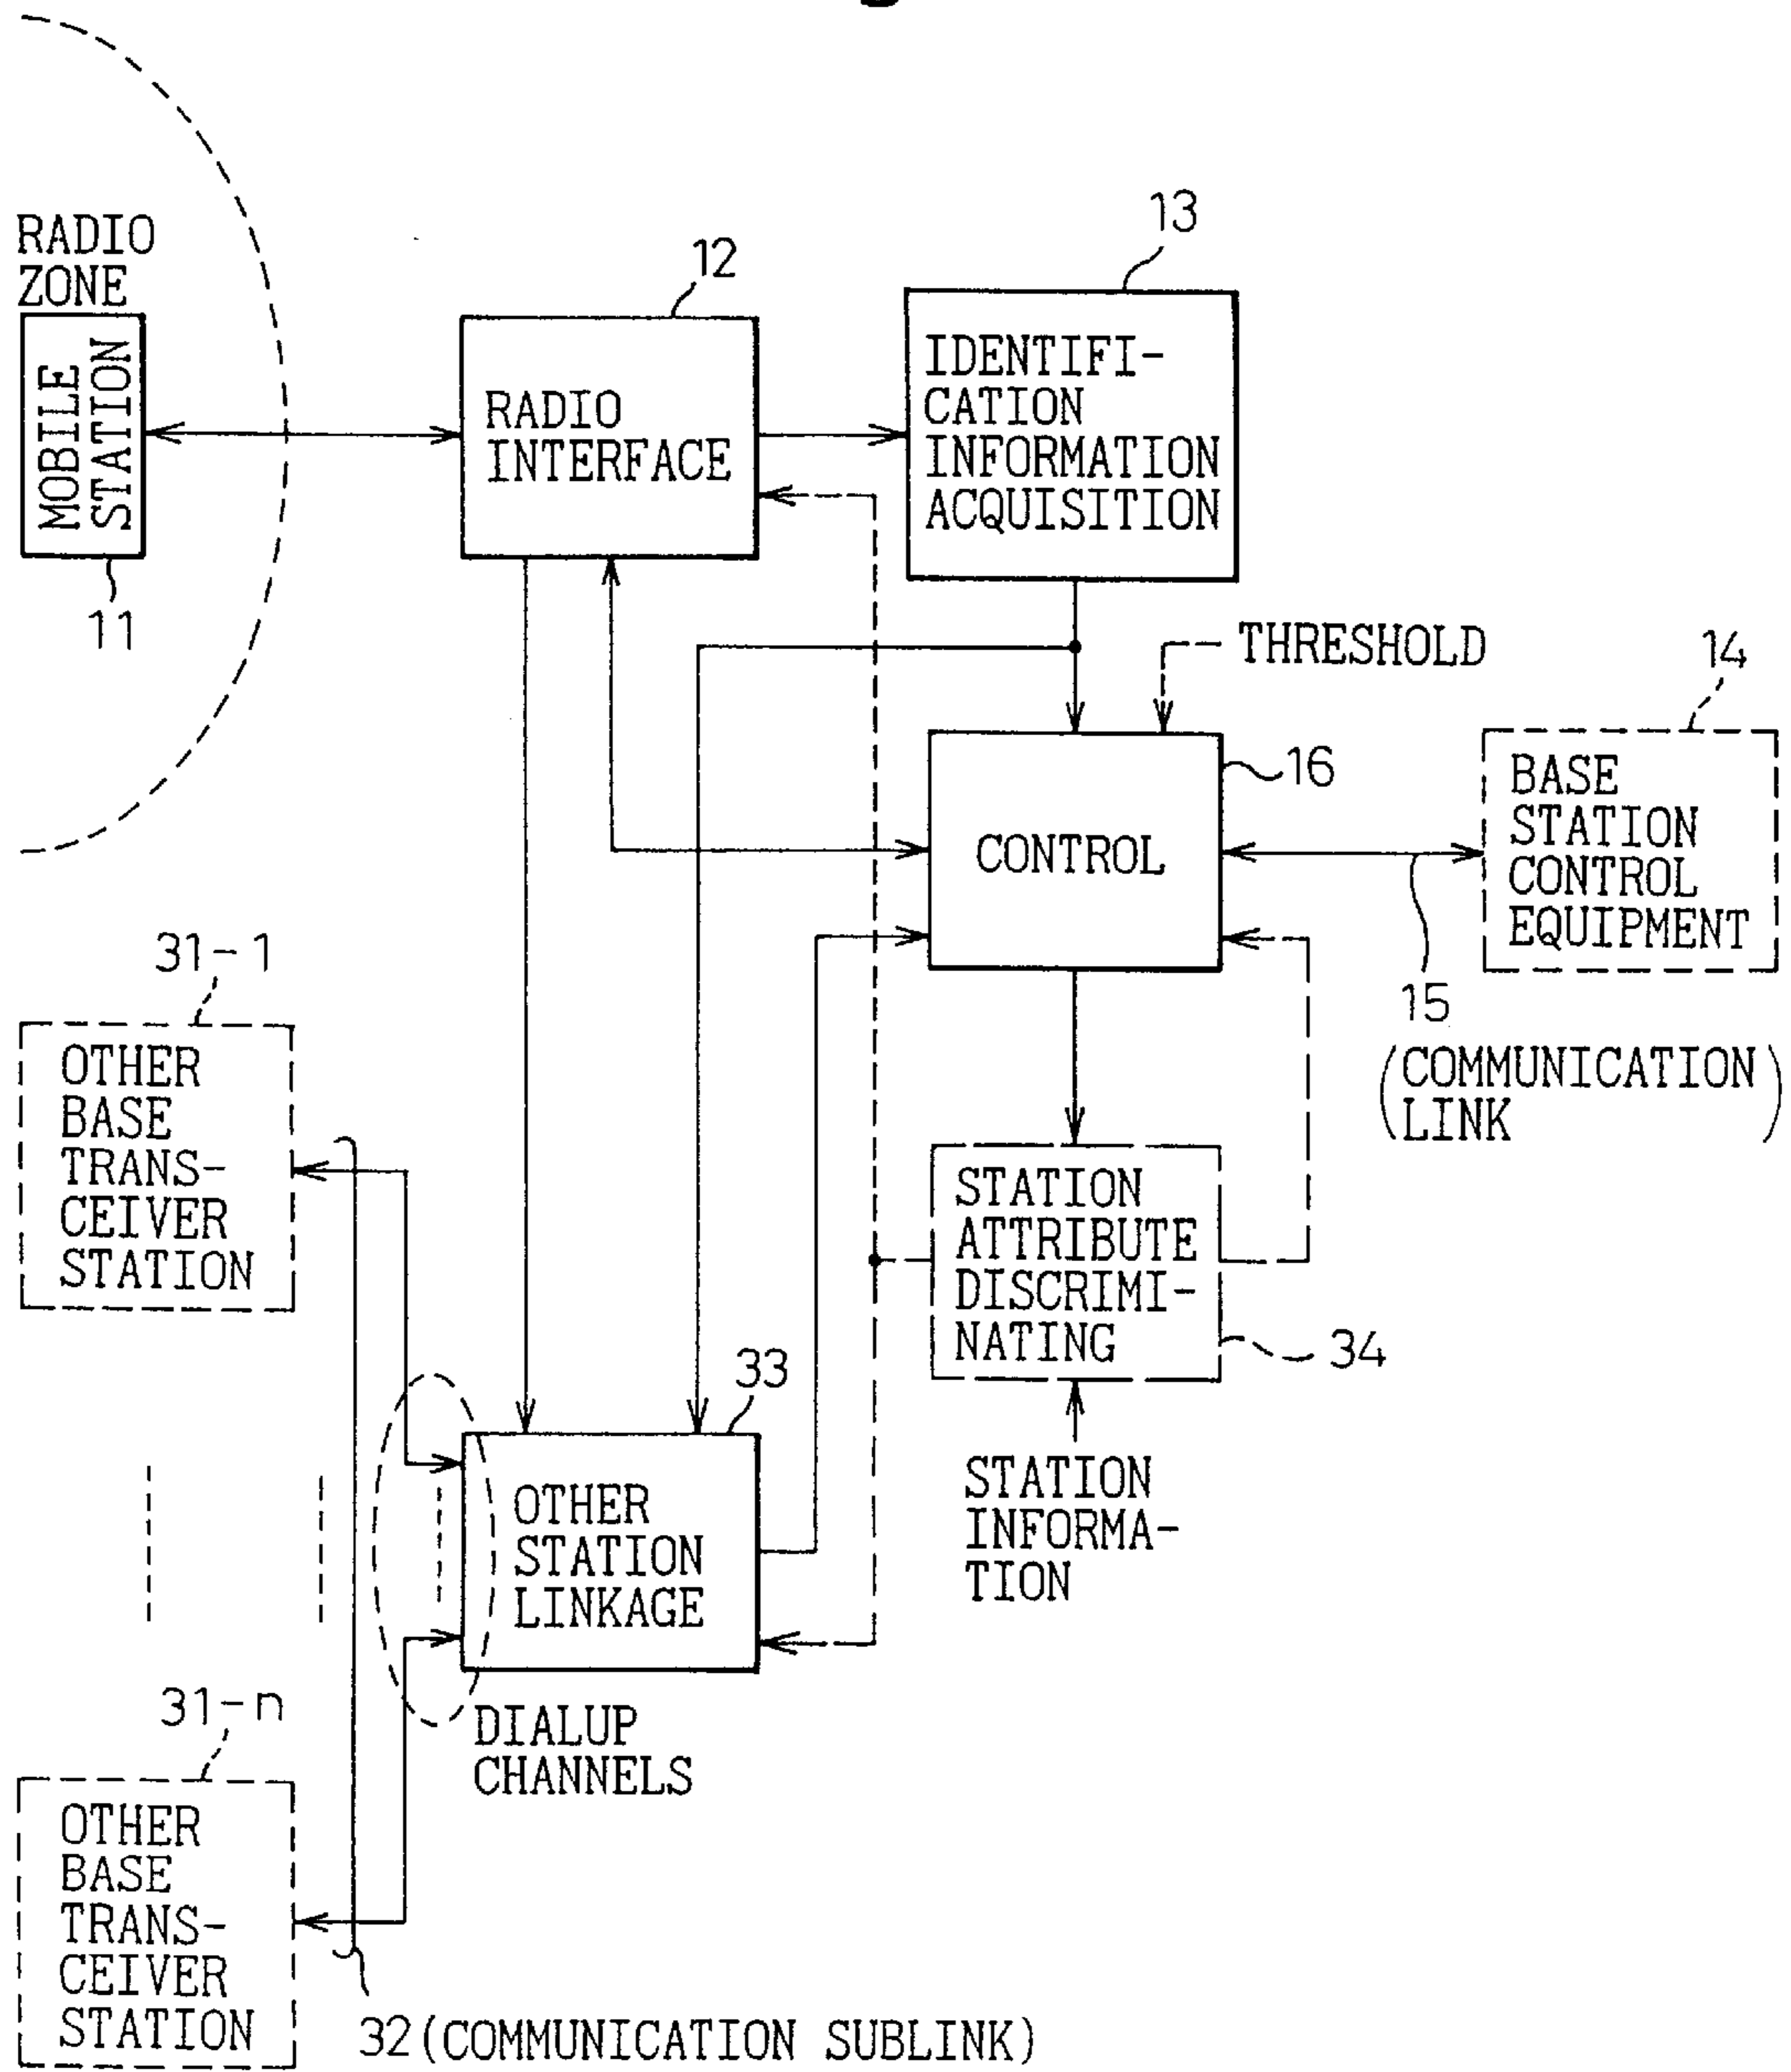 13
RADIO
ZONE
12
MOBILE
STATION
RADIO
INTERFACE
IDENTIFI-
CATION
INFORMATION
ACQUISITION
11
THRESHOLD
14
16
CONTROL
BASE
STATION
CONTROL
EQUIPMENT
15
(COMMUNICATION
LINK)
31-1
OTHER
BASE
TRANS-
CEIVER
STATION
STATION
ATTRIBUTE
DISCRIMI-
NATING
34
33
OTHER
STATION
LINKAGE
STATION
INFORMA-
TION
DIALUP
CHANNELS
31-n
OTHER
BASE
TRANS-
CEIVER
STATION
32 (COMMUNICATION SUBLINK)